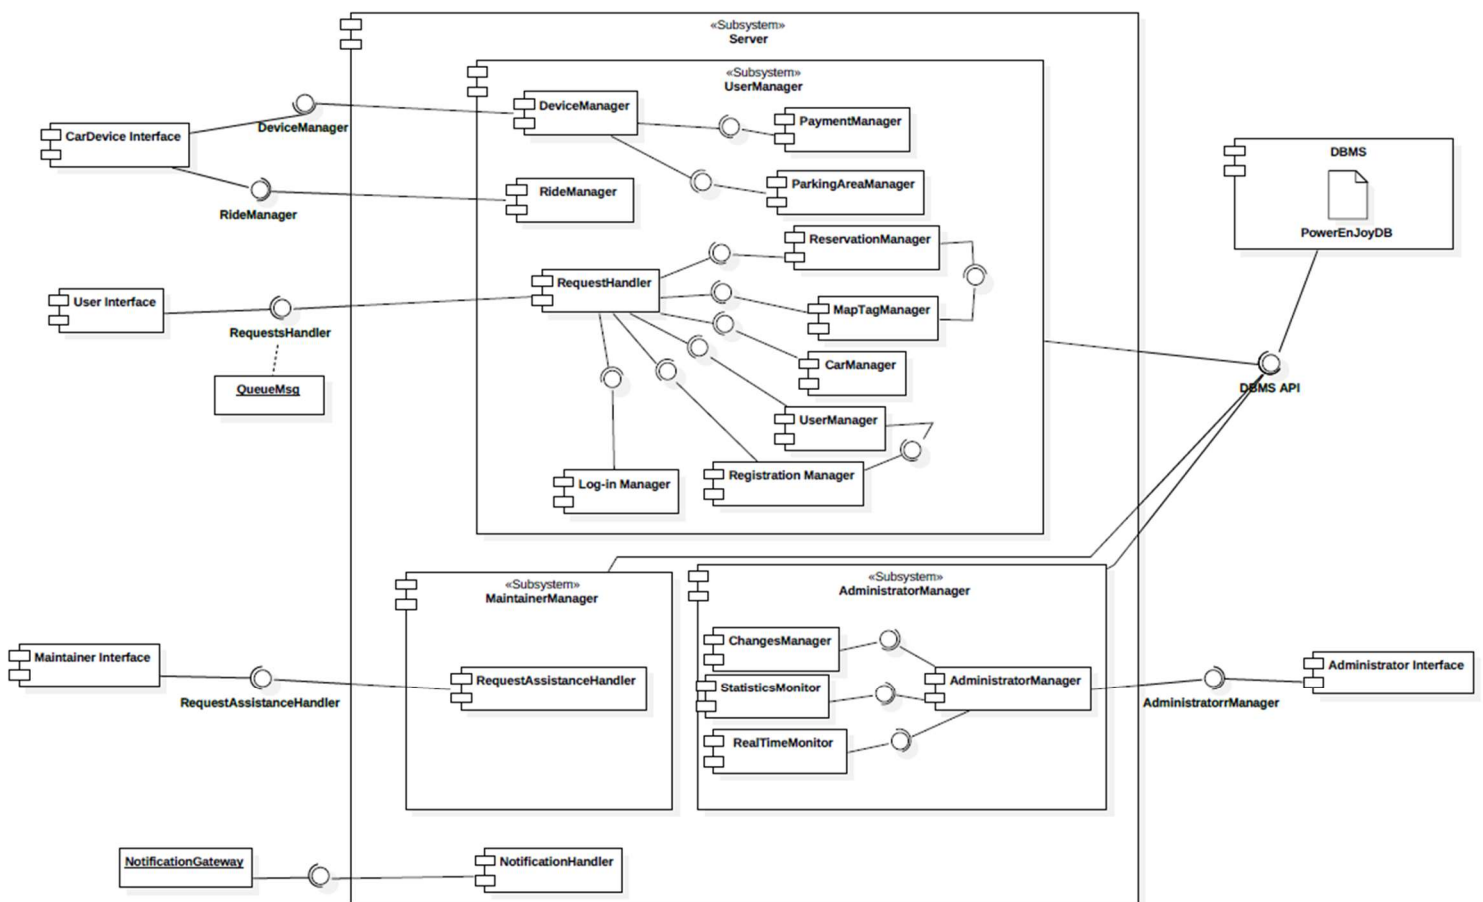 «Subsystem»
Server
«Subsystem»
UserManager
DeviceManager
PaymentManager
CarDevice Interface
DeviceManager
DBMS
ParkingAreaManager
RideManager
RideManager
PowerEnJoyDB
ReservationManager
RequestHandler
User Interface
MapTagManager
RequestsHandler
CarManager
QueueMsg
DBMS API
UserManager
Registration Manager
Log-in Manager
«Subsystem»
MaintainerManager
«Subsystem»
AdministratorManager
ChangesManager
Maintainer Interface
Administrator Interface
RequestAssistanceHandler
StatisticsMonitor
AdministratorManager
RequestAssistanceHandler
AdministratorrManager
RealTimeMonitor
NotificationGateway
NotificationHandler